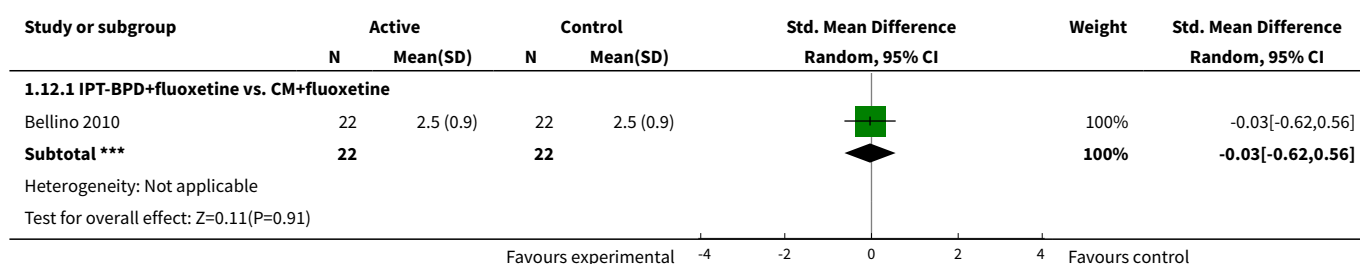 Study or subgroup Active Control Std. Mean Difference Weight Std. Mean Difference
N Mean(SD) N Mean(SD) Random, 95% CI Random, 95% CI
1.12.1 IPT-BPD+fluoxetine vs. CM+fluoxetine
Bellino 2010 22 2.5 (0.9) 22 2.5 (0.9) 100% -0.03[-0.62,0.56]
Subtotal *** 22 22 100% -0.03[-0.62,0.56]
Heterogeneity: Not applicable
Test for overall effect: Z=0.11(P=0.91)
Favours experimental -4 -2 0 2 4 Favours control